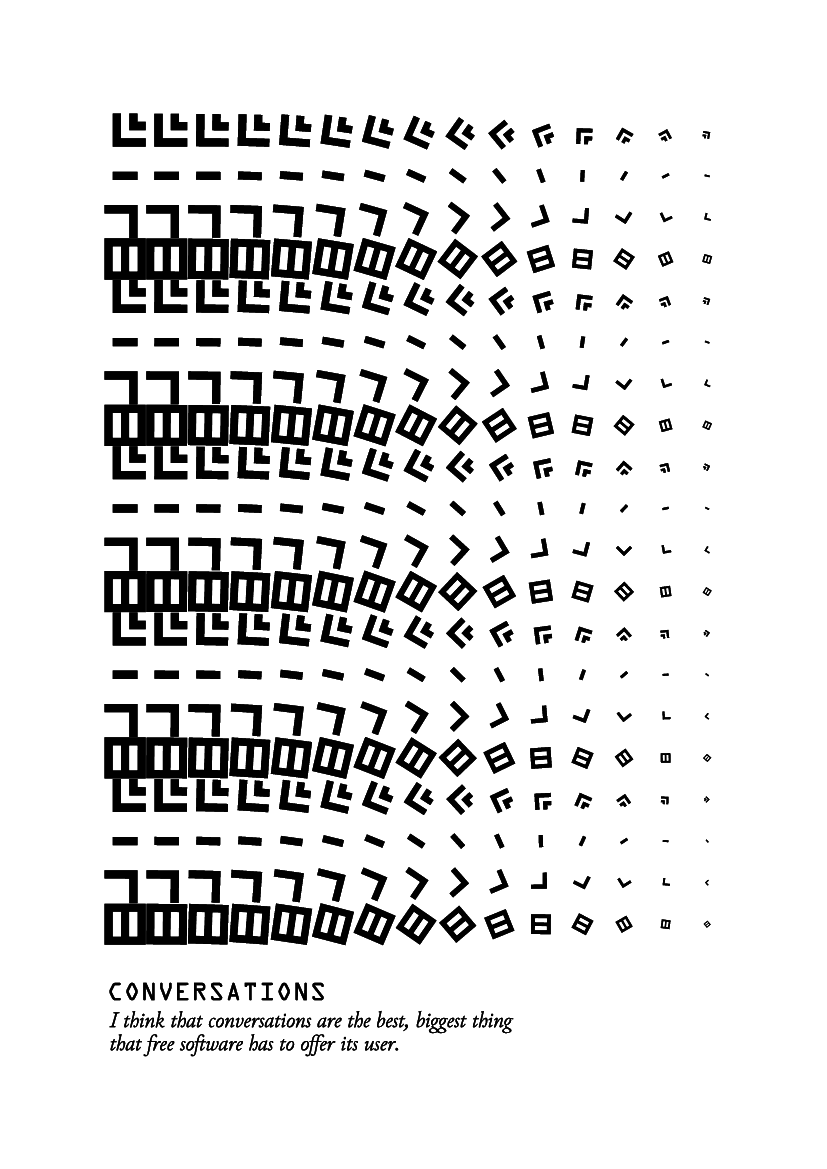 CONVERSATIONS
I think that conversations are the best, biggest thing
that free software has to offer its user.